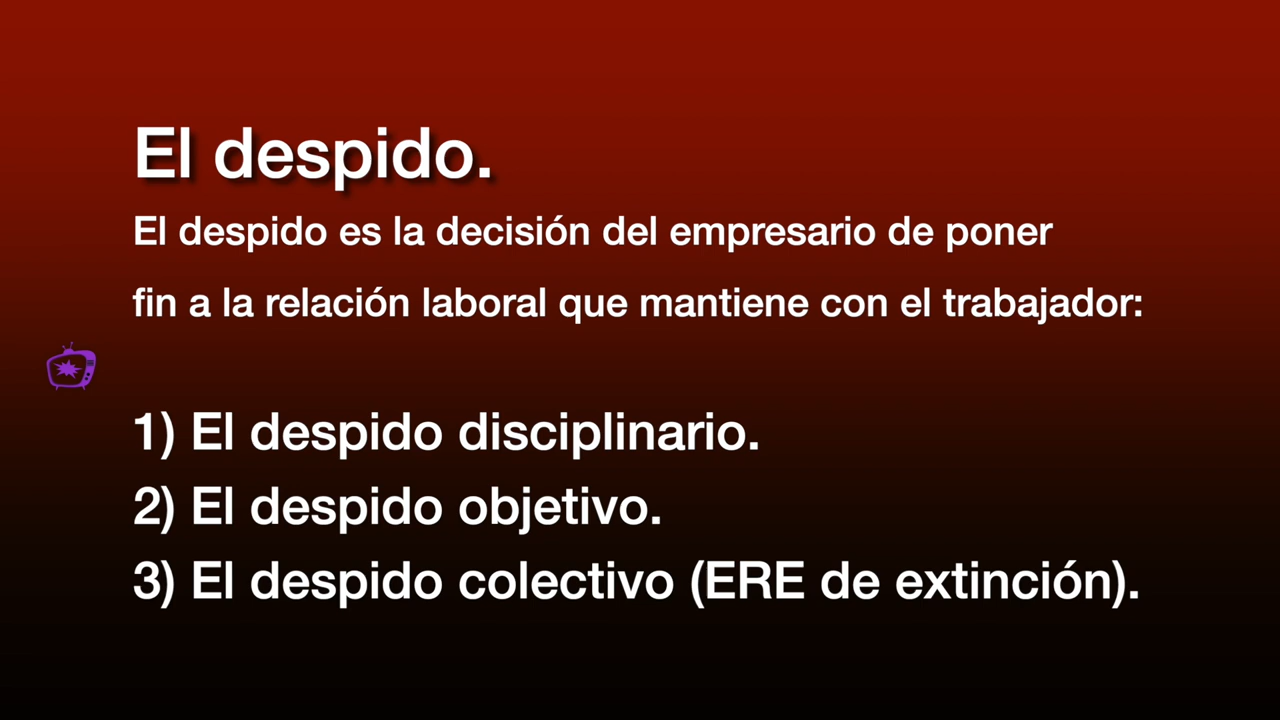 El despido.
El despido es la decisión del empresario de poner
fin a la relación laboral que mantiene con el trabajador:
1) El despido disciplinario.
2) El despido objetivo.
3) El despido colectivo (ERE de extinción).